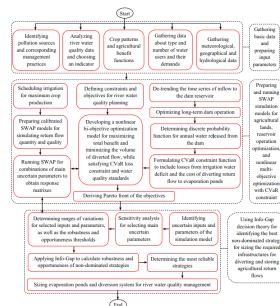 Start
Identifying
pollution sources and
corresponding
management
practices
Analyzing
river water quality
data and choosing
an indicator
Crop patterns
and agricultural
benefit
functions
Gathering data
about type and
number of water
users and their
demands
Gathering
meteorological,
geographical and
hydrological data
Gathering
basic data
and preparing
input
parameters
Scheduling irrigation
for maximum crop
production
Preparing calibrated
SWAP models for
simulating return flow
quantity and quality
Running SWAP for
combinations of main
uncertain parameters to
obtain response
matrixes
Defining constraints and
objectives for river water
quality planning
Developing a nonlinear
bi-objective optimization
model for maximizing
total benefit and
minimizing the volume
of diverted flow, while
satisfying CVaR loss
constraint and water
quality standards
De-trending the time series of inflow to
the dam reservoir
Optimizing long-term dam operation
Determining discrete probability
function for annual water released from the
dam
Formulating CVaR constraint function
to include losses from irrigation water
deficit and the cost of diverting return
flow to evaporation ponds
Preparing
and running
SWAP
simulation
models for
agricultural
lands,
reservoir
operation
optimization,
and nonlinear
multi-
objective
optimization
with CVaR
constraint
Deriving Pareto front of the objectives
Determining ranges of variations
for selected inputs and parameters,
as well as the robustness and
opportuneness thresholds
Sensitivity analysis
for selecting main
uncertain
parameters
Identifying
uncertain inputs and
parameters of the
simulation model
Applying Info-Gap to calculate robustness and
opportuneness of non-dominated strategies
Determining the most reliable
strategies
Sizing evaporation ponds and diversion system for river water quality management
Using Info-Gap
decision theory for
identifying the best
non-dominated strategy
for sizing the required
infrastructures for
diverting and storing
agricultural return
flows
End